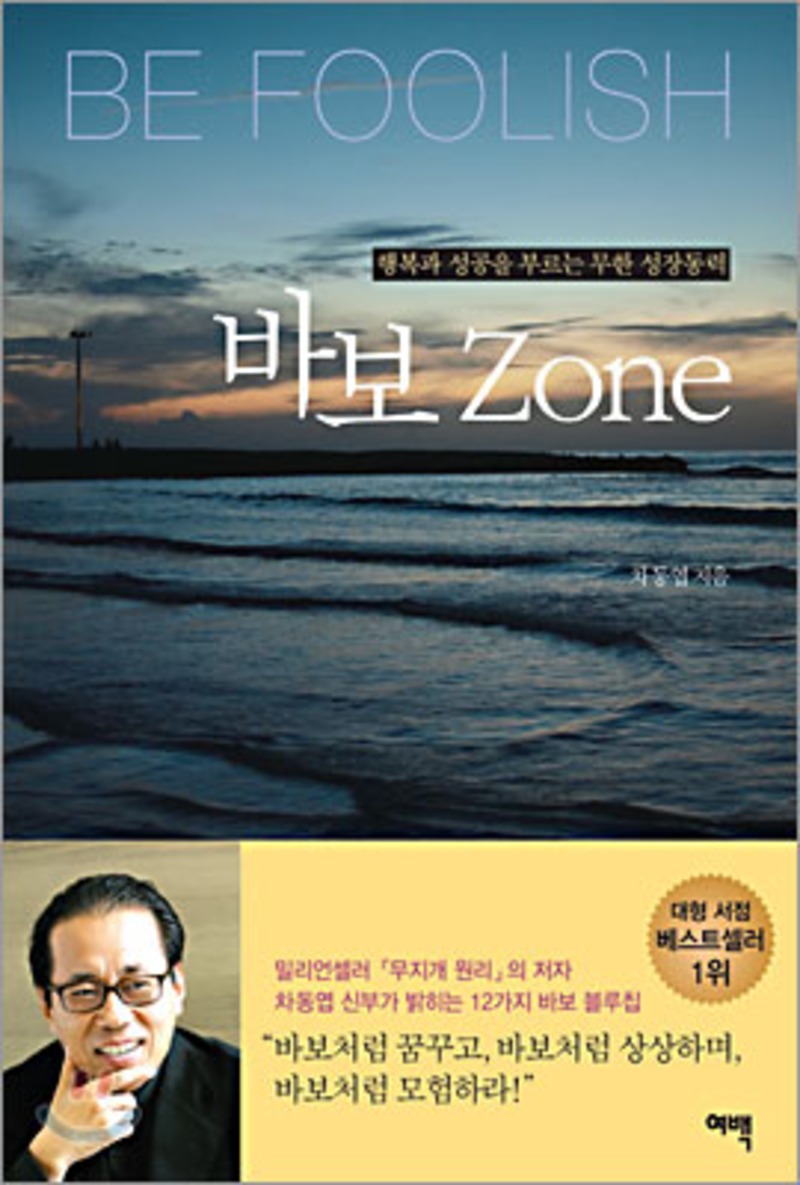 BE FOOLISH
행복과 성공을 부르는 무한 성장동력
바보 Zone
차동엽 지음
대형 서점
베스트셀러
1위
밀리언셀러 『무지개 원리』의 저자
차동엽 신부가 밝히는 12가지 바보 블루칩
“바보처럼 꿈꾸고, 바보처럼 상상하며,
바보처럼 모험하라!”
여백